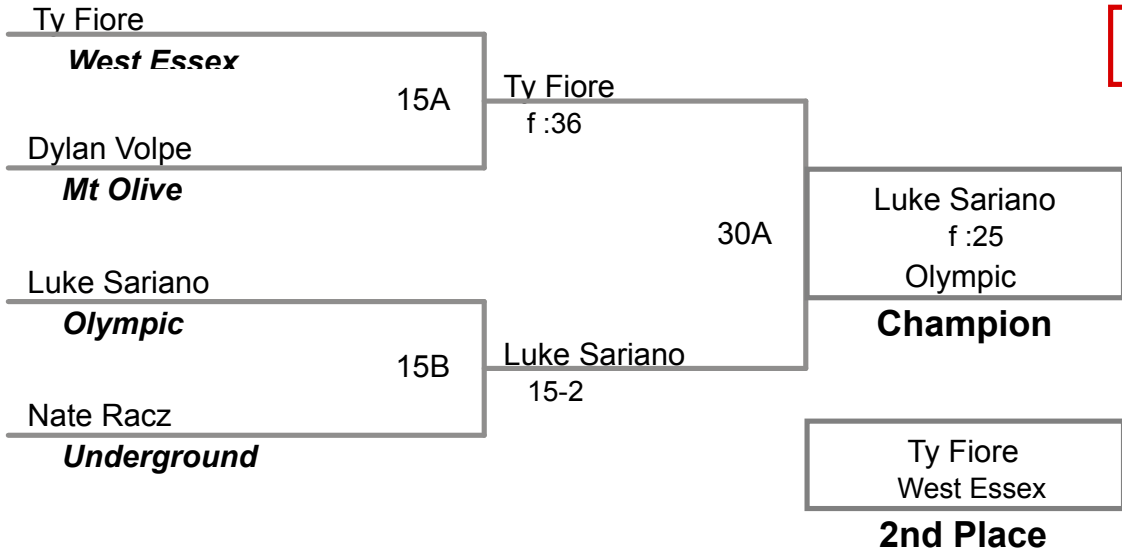 Ty Fiore
West Essex
15A
Ty Fiore
f :36
Dylan Volpe
Mt Olive
30A
Luke Sariano
f :25
Olympic
Champion
Luke Sariano
Olympic
15B
Luke Sariano
15-2
Nate Racz
Underground
Ty Fiore
West Essex
2nd Place